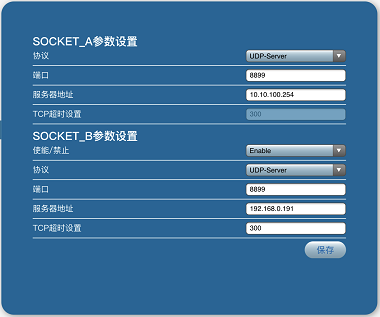 SOCKET_A参数设置
协议 UDP-Server
端口 8899
服务器地址 10.10.100.254
TCP超时设置 300
SOCKET_B参数设置
使能/禁止 Enable
协议 UDP-Server
端口 8899
服务器地址 192.168.0.191
TCP超时设置 300
保存